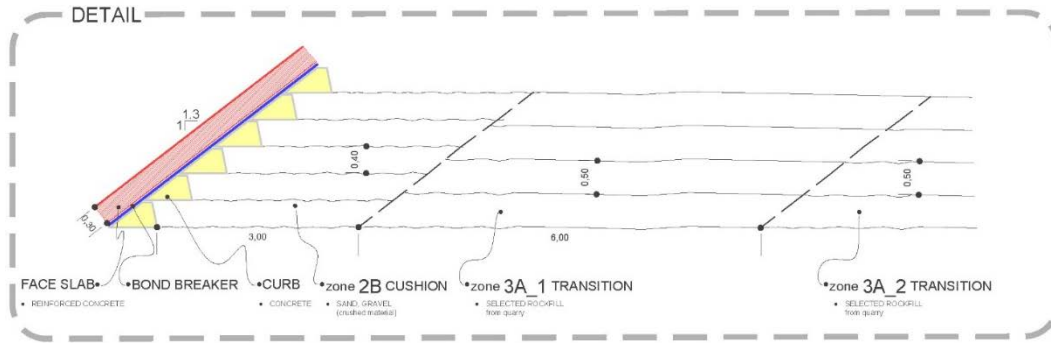 DETAIL
1.3
1
0,40
0,50
0,50
0,30
3,00
6,00
FACE SLAB
REINFORCED CONCRETE
BOND BREAKER
CURB
CONCRETE
zone 2B CUSHION
SAND, GRAVEL
(crushed material)
zone 3A_1 TRANSITION
SELECTED ROCKFILL
from quarry
zone 3A_2 TRANSITION
SELECTED ROCKFILL
from quarry